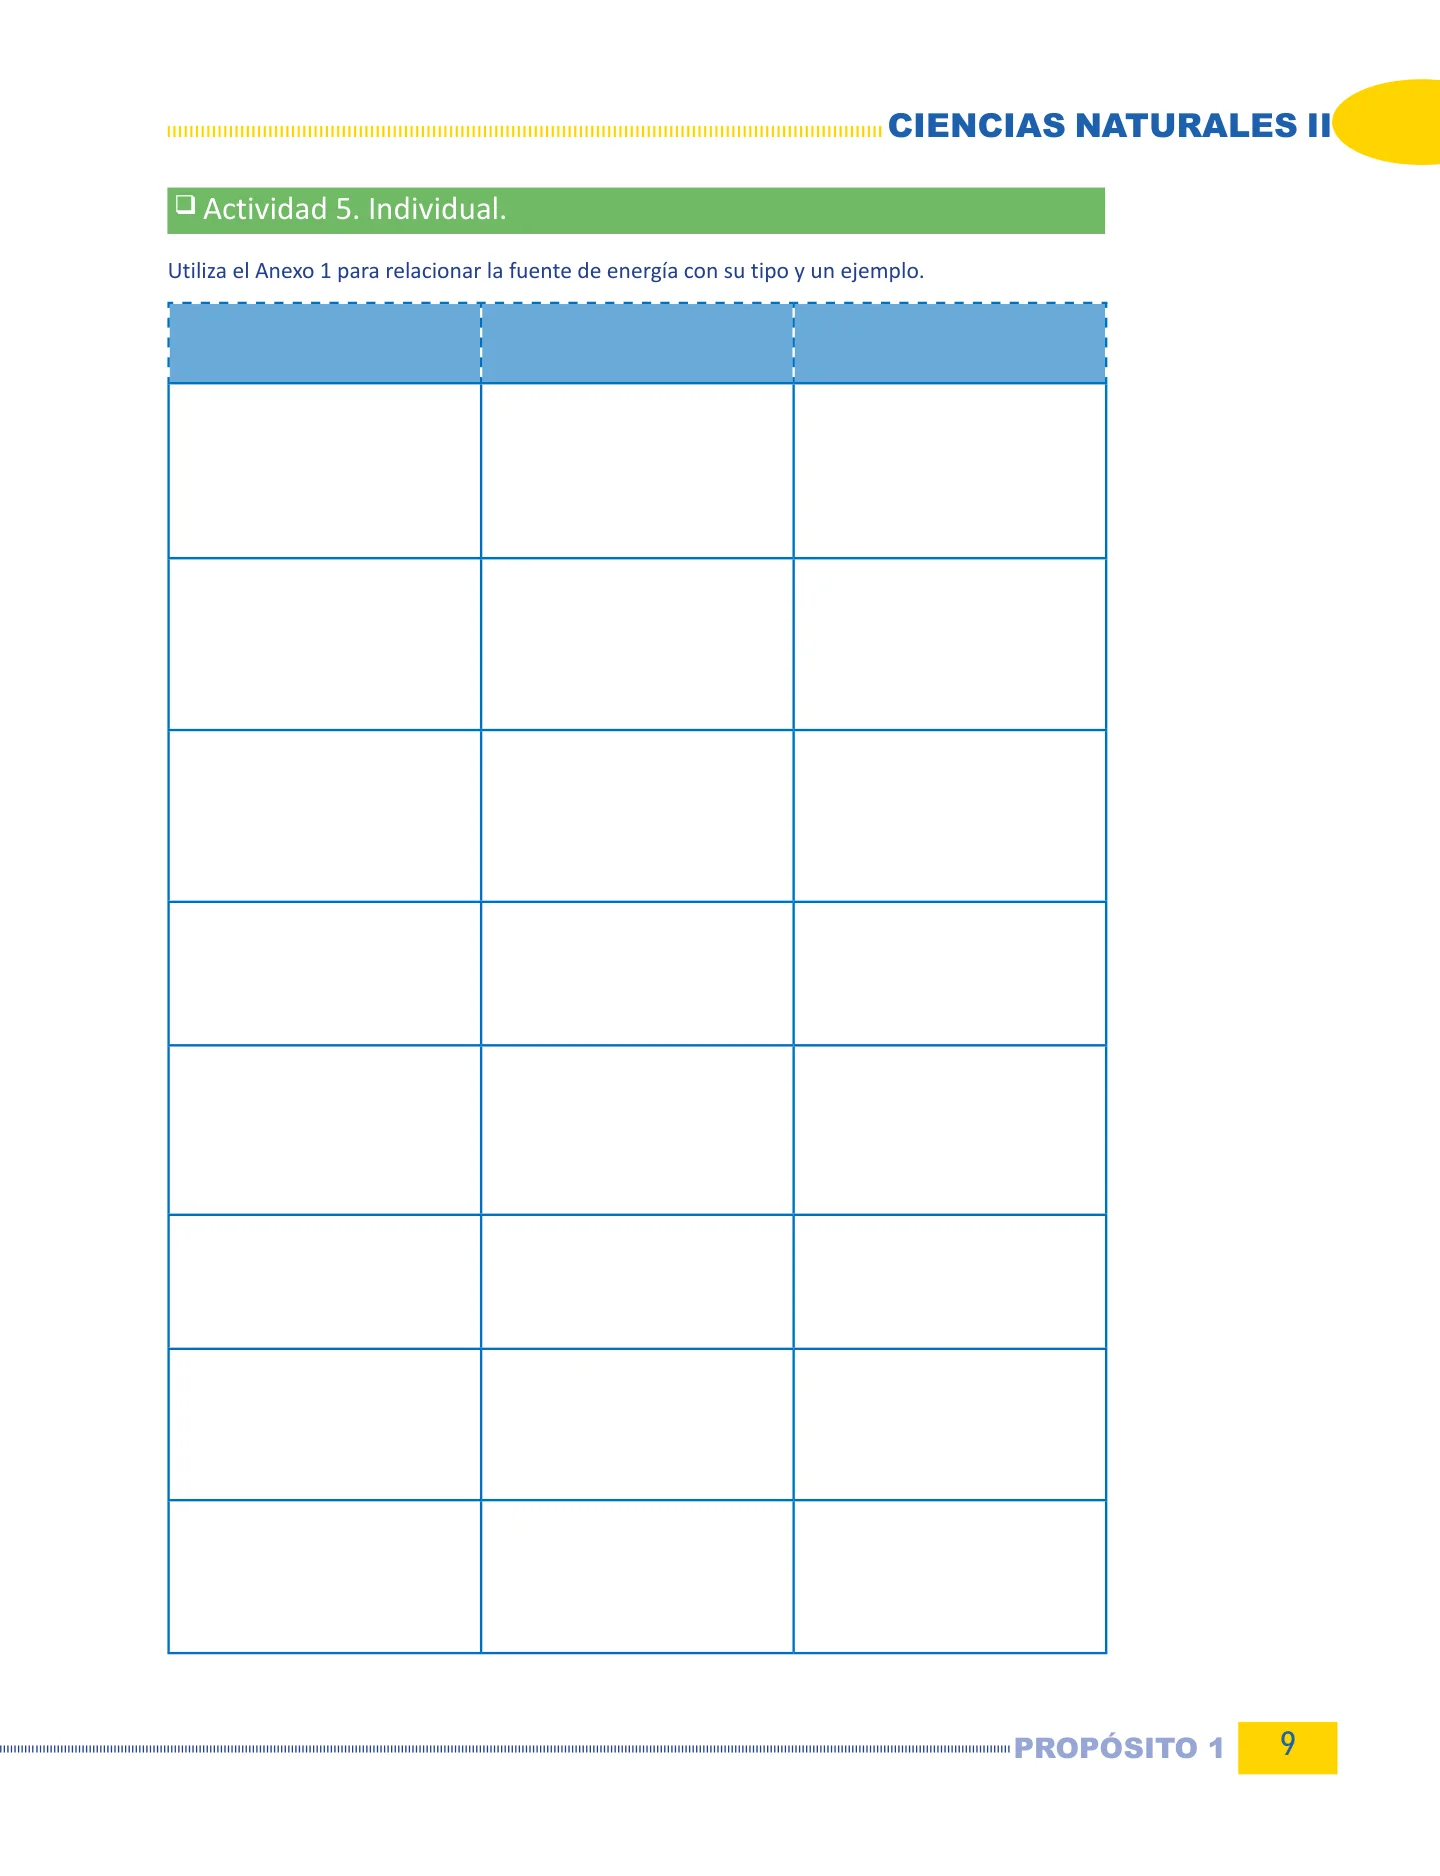 CIENCIAS NATURALES II
Actividad 5. Individual.
Utiliza el Anexo 1 para relacionar la fuente de energía con su tipo y un ejemplo.
PROPÓSITO 1
9